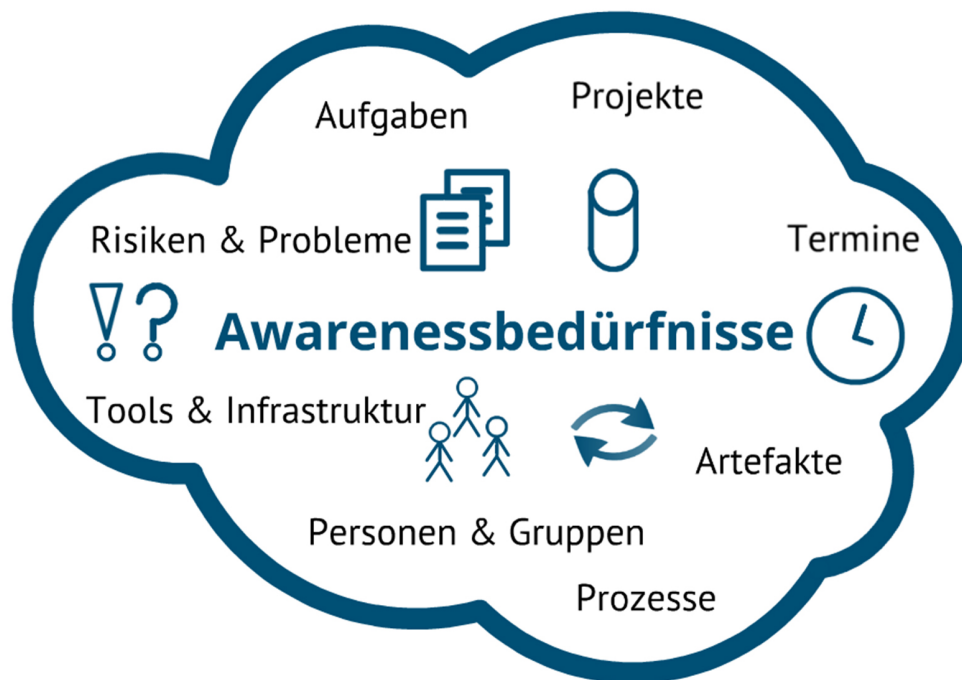 Projekte
Aufgaben
Risiken & Probleme
Termine
Awarenessbedürfnisse
Tools & Infrastruktur
Artefakte
Personen & Gruppen
Prozesse